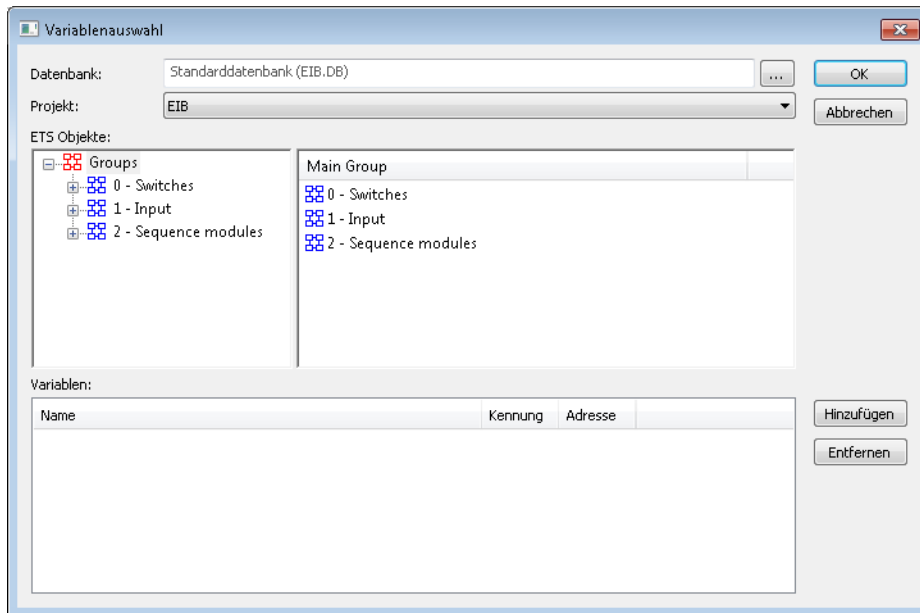 Variablenauswahl
Datenbank: Standarddatenbank (EIB.DB) ... OK
Projekt: EIB Abbrechen
ETS Objekte:
Groups
0 - Switches
1 - Input
2 - Sequence modules
Main Group
0 - Switches
1 - Input
2 - Sequence modules
Variablen:
Name Kennung Adresse
Hinzufügen
Entfernen